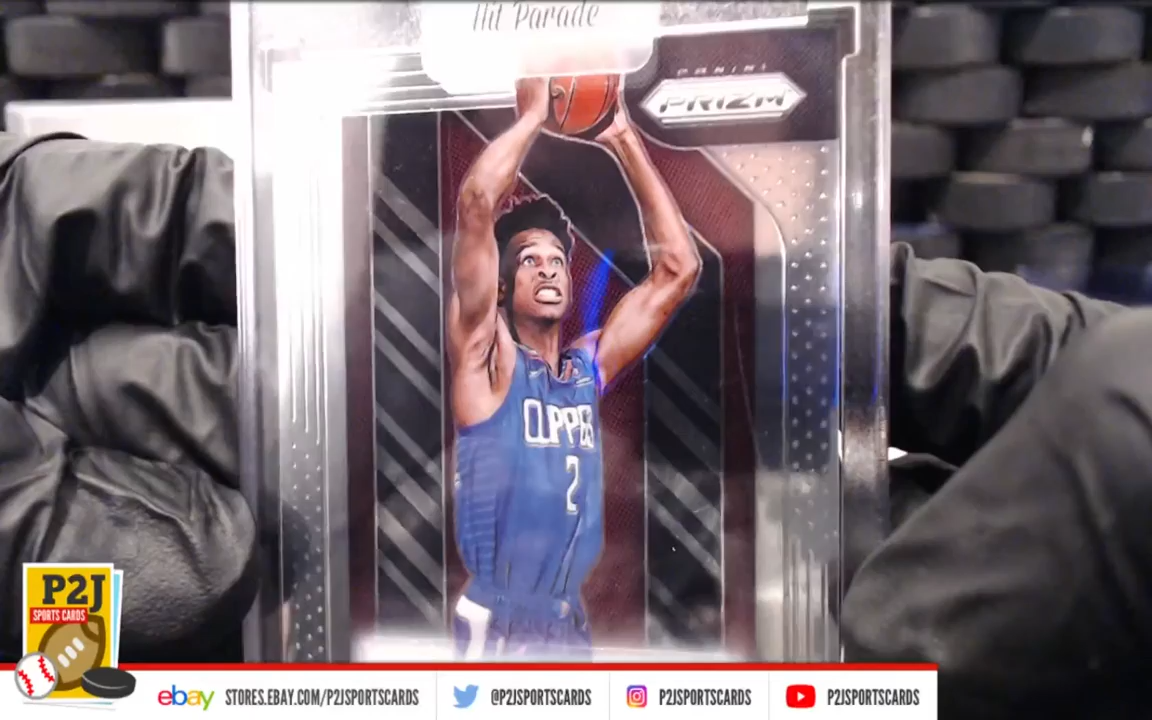 Hit Parade
PANINI
PRIZM
CLIPPERS
2
P2J
SPORTS CARDS
ebay STORES.EBAY.COM/P2JSPORTSCARDS @P2JSPORTSCARDS P2JSPORTSCARDS P2JSPORTSCARDS